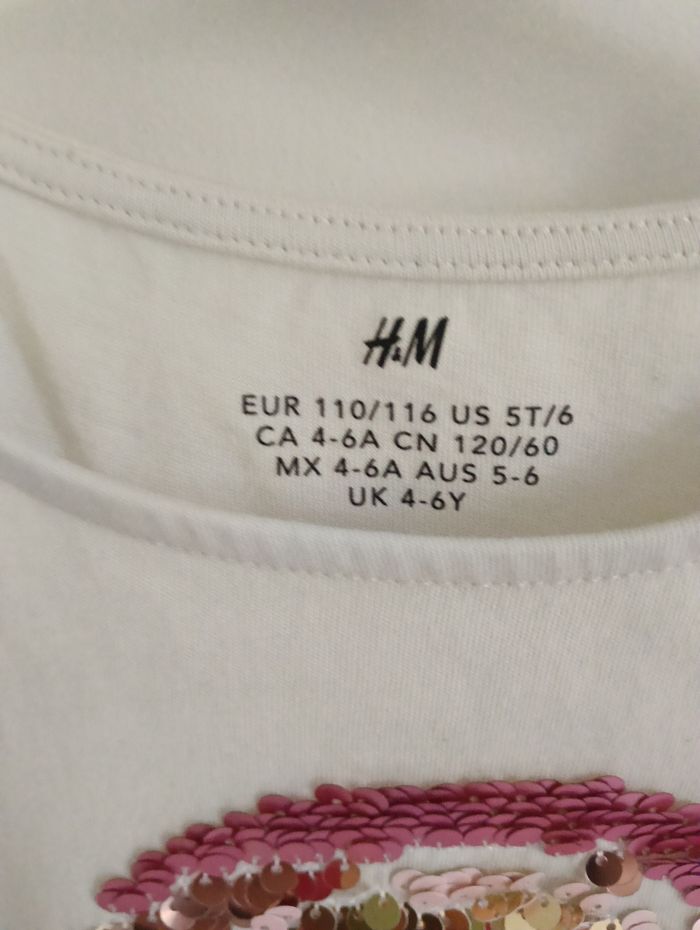 H&M
EUR 110/116 US 5T/6
CA 4-6A CN 120/60
MX 4-6A AUS 5-6
UK 4-6Y